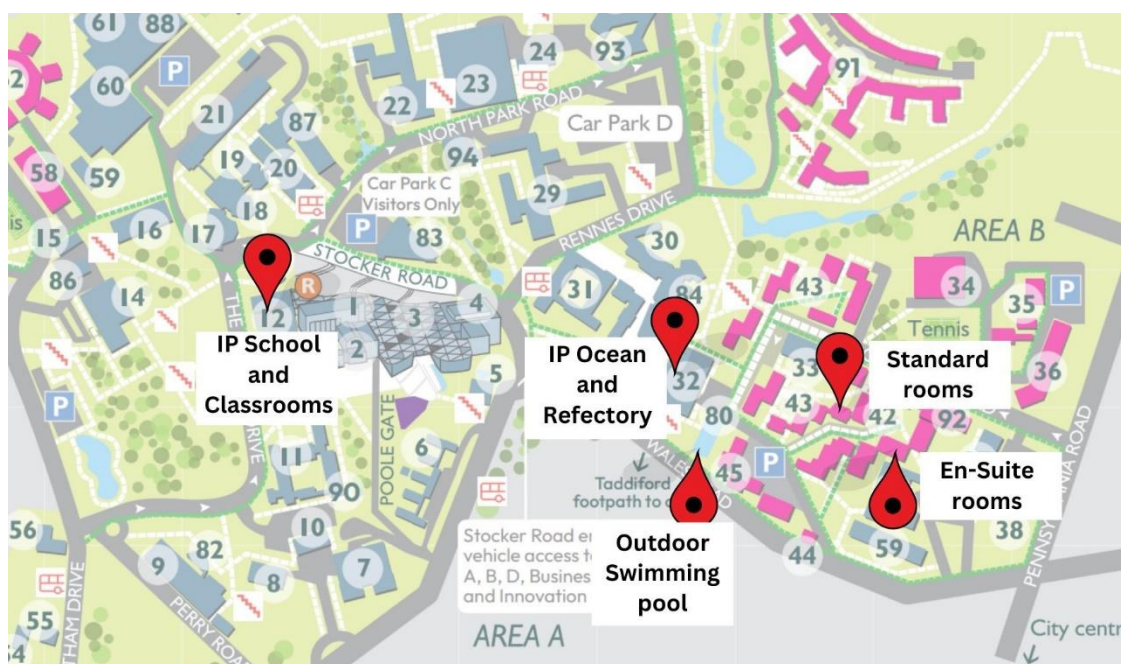 61
88
60
P
2
21
87
22
23
24
93
NORTH PARK ROAD
Car Park D
91
94
29
59
58
19
20
18
Car Park C
Visitors Only
P
83
15
16
17
86
14
STOCKER ROAD
R
12
1
2
3
4
5
IP School
and
Classrooms
P
11
90
POOLE GATE
6
RENNES DRIVE
30
31
84
IP Ocean
and
Refectory
32
80
43
33
43
42
92
AREA B
34
35
P
36
Tennis
Standard
rooms
En-Suite
rooms
P
45
44
59
38
Taddiford
footpath to
Outdoor
Swimming
pool
56
82
9
8
10
7
PERRY ROAD
55
54
Stocker Road
vehicle access
A, B, D, Business
and Innovation
AREA A
City